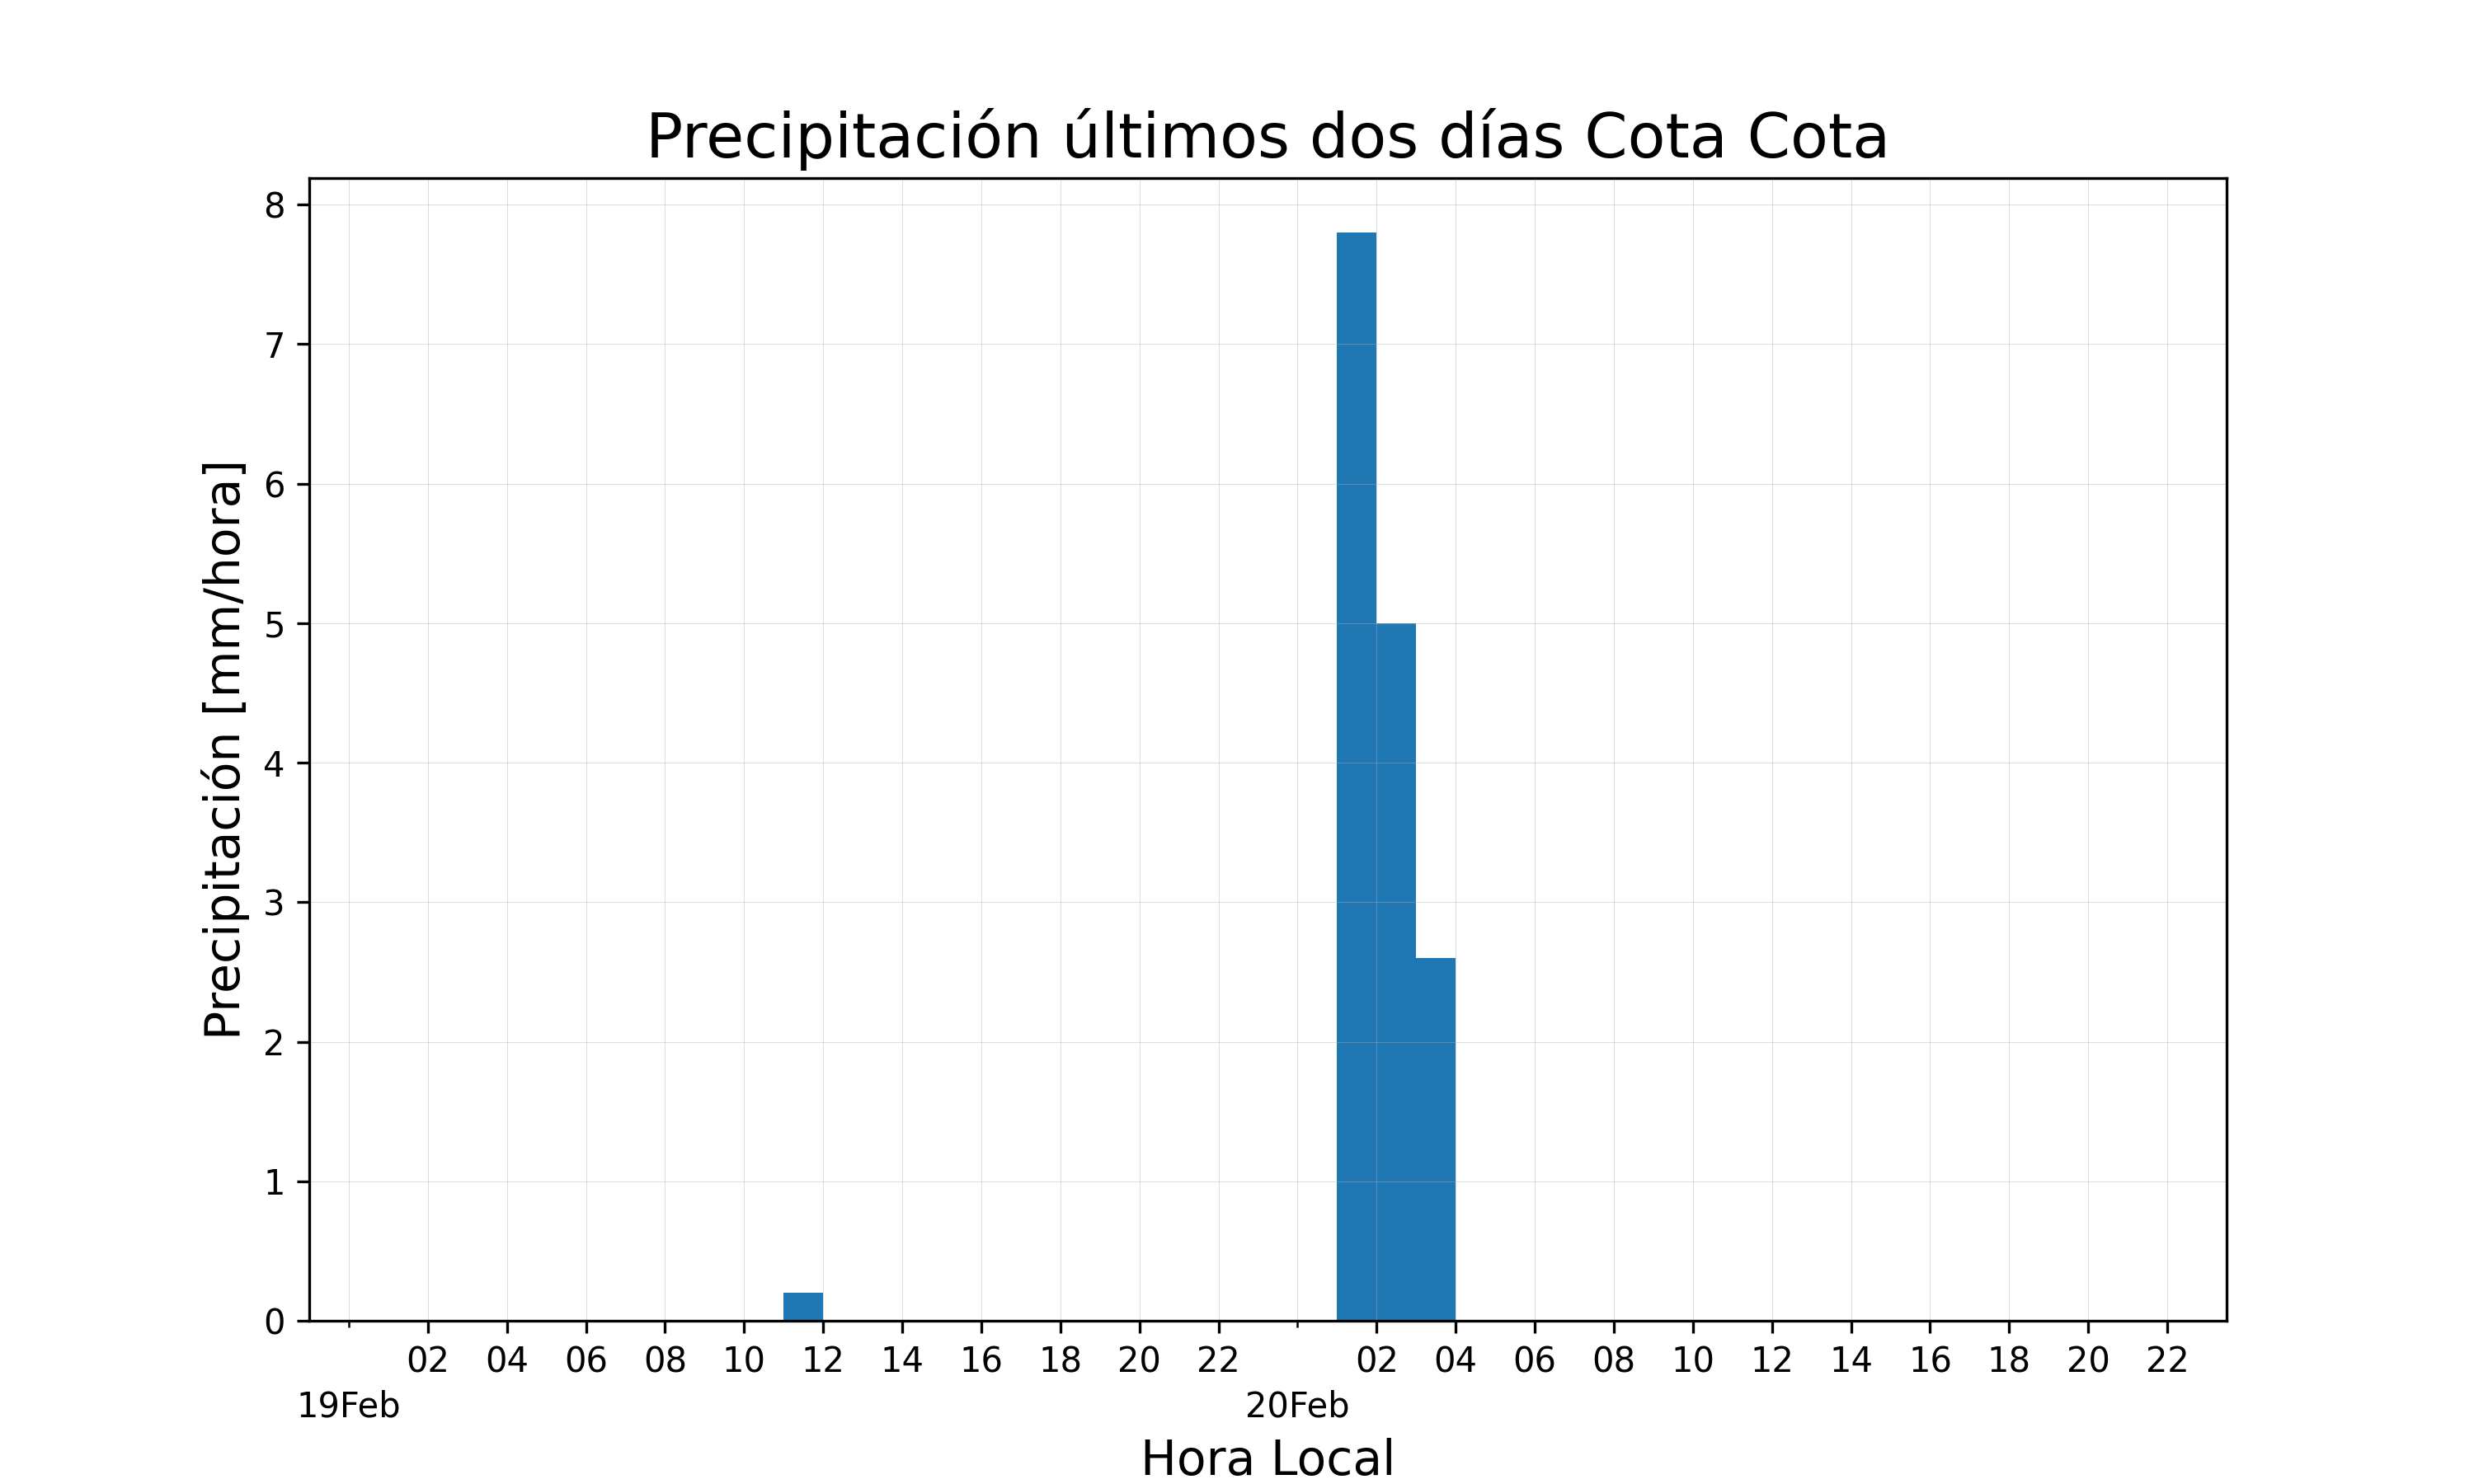 Precipitación últimos dos días Cota Cota
Precipitación [mm/hora]
8
7
6
5
4
3
2
1
0
02 04 06 08 10 12 14 16 18 20 22 02 04 06 08 10 12 14 16 18 20 22
19Feb 20Feb
Hora Local